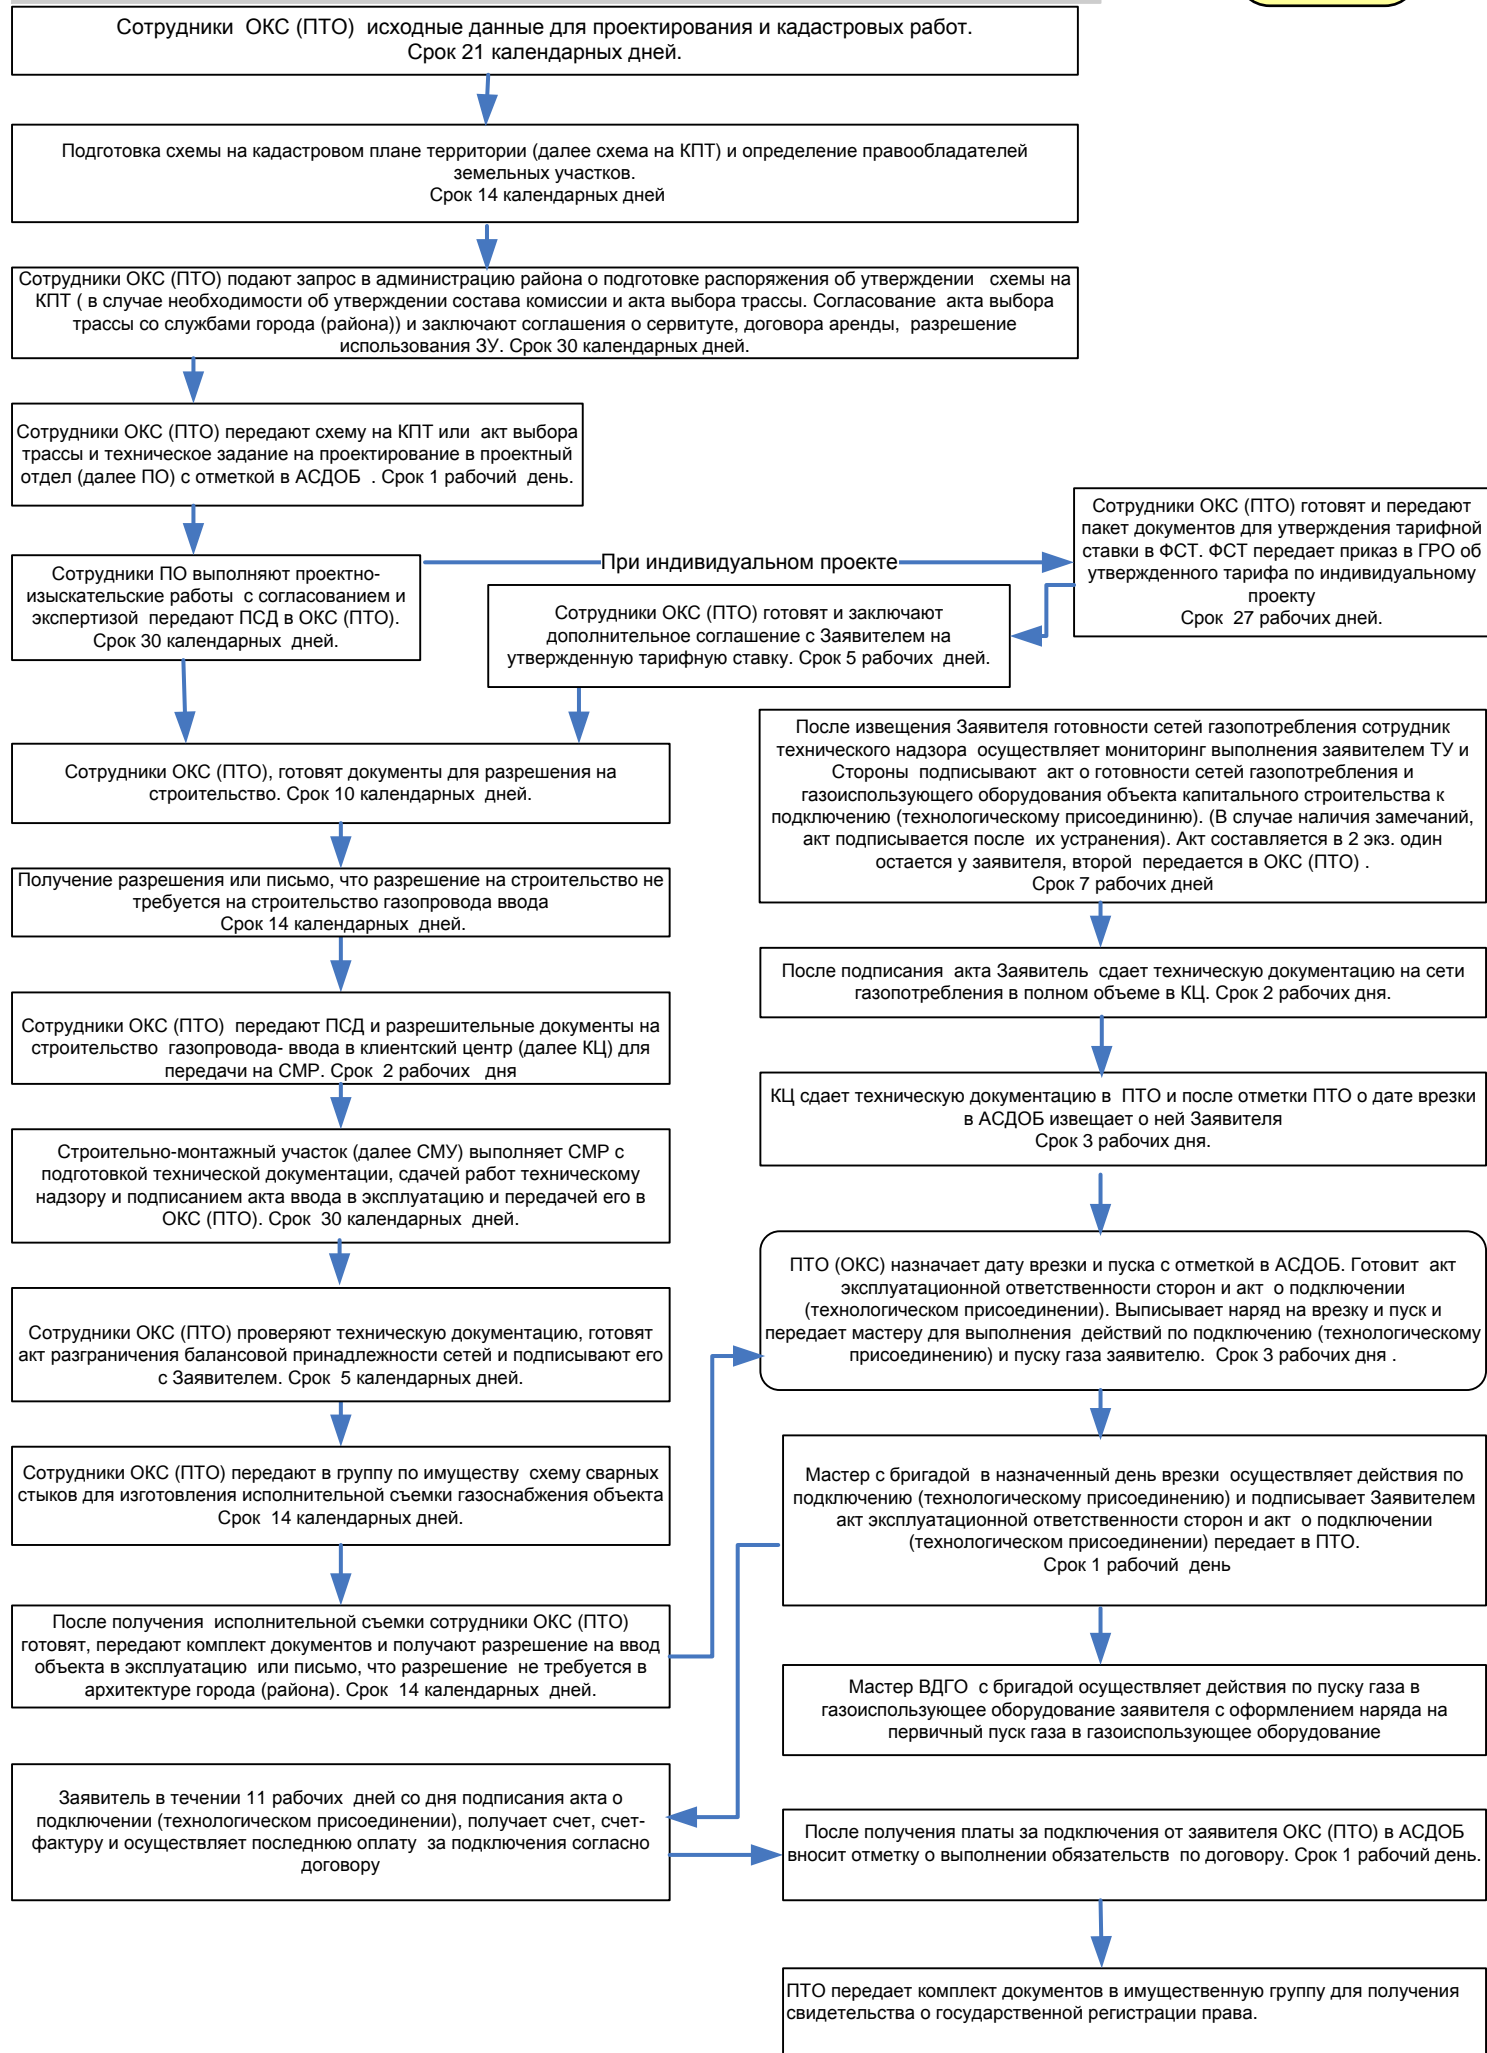 Сотрудники ОКС (ПТО) исходные данные для проектирования и кадастровых работ.
Срок 21 календарных дней.
Подготовка схемы на кадастровом плане территории (далее схема на КПТ) и определение правообладателей
земельных участков.
Срок 14 календарных дней
Сотрудники ОКС (ПТО) подают запрос в администрацию района о подготовке распоряжения об утверждении схемы на
КПТ ( в случае необходимости об утверждении состава комиссии и акта выбора трассы. Согласование акта выбора
трассы со службами города (района)) и заключают соглашения о сервитуте, договора аренды, разрешение
использования ЗУ. Срок 30 календарных дней.
Сотрудники ОКС (ПТО) передают схему на КПТ или акт выбора
трассы и техническое задание на проектирование в проектный
отдел (далее ПО) с отметкой в АСДОБ . Срок 1 рабочий день.
Сотрудники ПО выполняют проектно-
изыскательские работы с согласованием и
экспертизой передают ПСД в ОКС (ПТО).
Срок 30 календарных дней.
При индивидуальном проекте
Сотрудники ОКС (ПТО) готовят и передают
пакет документов для утверждения тарифной
ставки в ФСТ. ФСТ передает приказ в ГРО об
утвержденного тарифа по индивидуальному
проекту
Срок 27 рабочих дней.
Сотрудники ОКС (ПТО) готовят и заключают
дополнительное соглашение с Заявителем на
утвержденную тарифную ставку. Срок 5 рабочих дней.
Сотрудники ОКС (ПТО), готовят документы для разрешения на
строительство. Срок 10 календарных дней.
Получение разрешения или письмо, что разрешение на строительство не
требуется на строительство газопровода ввода
Срок 14 календарных дней.
Сотрудники ОКС (ПТО) передают ПСД и разрешительные документы на
строительство газопровода- ввода в клиентский центр (далее КЦ) для
передачи на СМР. Срок 2 рабочих дня
Строительно-монтажный участок (далее СМУ) выполняет СМР с
подготовкой технической документации, сдачей работ техническому
надзору и подписанием акта ввода в эксплуатацию и передачей его в
ОКС (ПТО). Срок 30 календарных дней.
Сотрудники ОКС (ПТО) проверяют техническую документацию, готовят
акт разграничения балансовой принадлежности сетей и подписывают его
с Заявителем. Срок 5 календарных дней.
Сотрудники ОКС (ПТО) передают в группу по имуществу схему сварных
стыков для изготовления исполнительной съемки газоснабжения объекта
Срок 14 календарных дней.
После получения исполнительной съемки сотрудники ОКС (ПТО)
готовят, передают комплект документов и получают разрешение на ввод
объекта в эксплуатацию или письмо, что разрешение не требуется в
архитектуре города (района). Срок 14 календарных дней.
После извещения Заявителя готовности сетей газопотребления сотрудник
технического надзора осуществляет мониторинг выполнения заявителем ТУ и
Стороны подписывают акт о готовности сетей газопотребления и
газоиспользующего оборудования объекта капитального строительства к
подключению (технологическому присоединию). (В случае наличия замечаний,
акт подписывается после их устранения). Акт составляется в 2 экз. один
остается у заявителя, второй передается в ОКС (ПТО) .
Срок 7 рабочих дней
После подписания акта Заявитель сдает техническую документацию на сети
газопотребления в полном объеме в КЦ. Срок 2 рабочих дня.
КЦ сдает техническую документацию в ПТО и после отметки ПТО о дате врезки
в АСДОБ извещает о ней Заявителя
Срок 3 рабочих дня.
ПТО (ОКС) назначает дату врезки и пуска с отметкой в АСДОБ. Готовит акт
эксплуатационной ответственности сторон и акт о подключении
(технологическом присоединении). Выписывает наряд на врезку и пуск и
передает мастеру для выполнения действий по подключению (технологическому
присоединению) и пуску газа заявителю. Срок 3 рабочих дня .
Мастер с бригадой в назначенный день врезки осуществляет действия по
подключению (технологическому присоединению) и подписывает Заявителем
акт эксплуатационной ответственности сторон и акт о подключении
(технологическом присоединении) передает в ПТО.
Срок 1 рабочий день
Мастер ВДГО с бригадой осуществляет действия по пуску газа в
газоиспользующее оборудование заявителя с оформлением наряда на
первичный пуск газа в газоиспользующее оборудование
Заявитель в течении 11 рабочих дней со дня подписания акта о
подключении (технологическом присоединении), получает счет, счет-
фактуру и осуществляет последнюю оплату за подключения согласно
договору
После получения платы за подключения от заявителя ОКС (ПТО) в АСДОБ
вносит отметку о выполнении обязательств по договору. Срок 1 рабочий день.
ПТО передает комплект документов в имущественную группу для получения
свидетельства о государственной регистрации права.